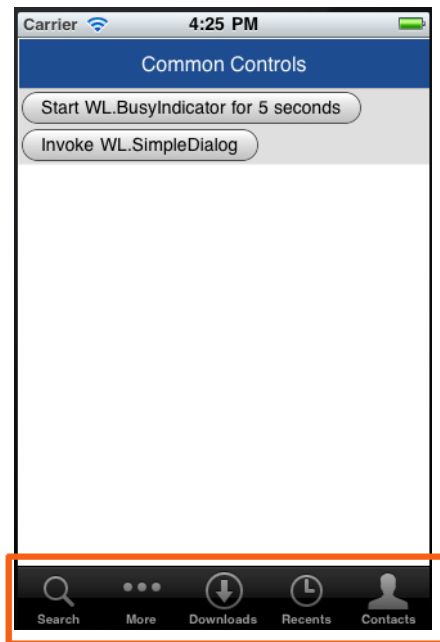 Carrier 4:25 PM
Common Controls
Start WL.BusyIndicator for 5 seconds
Invoke WL.SimpleDialog
Search More Downloads Recents Contacts